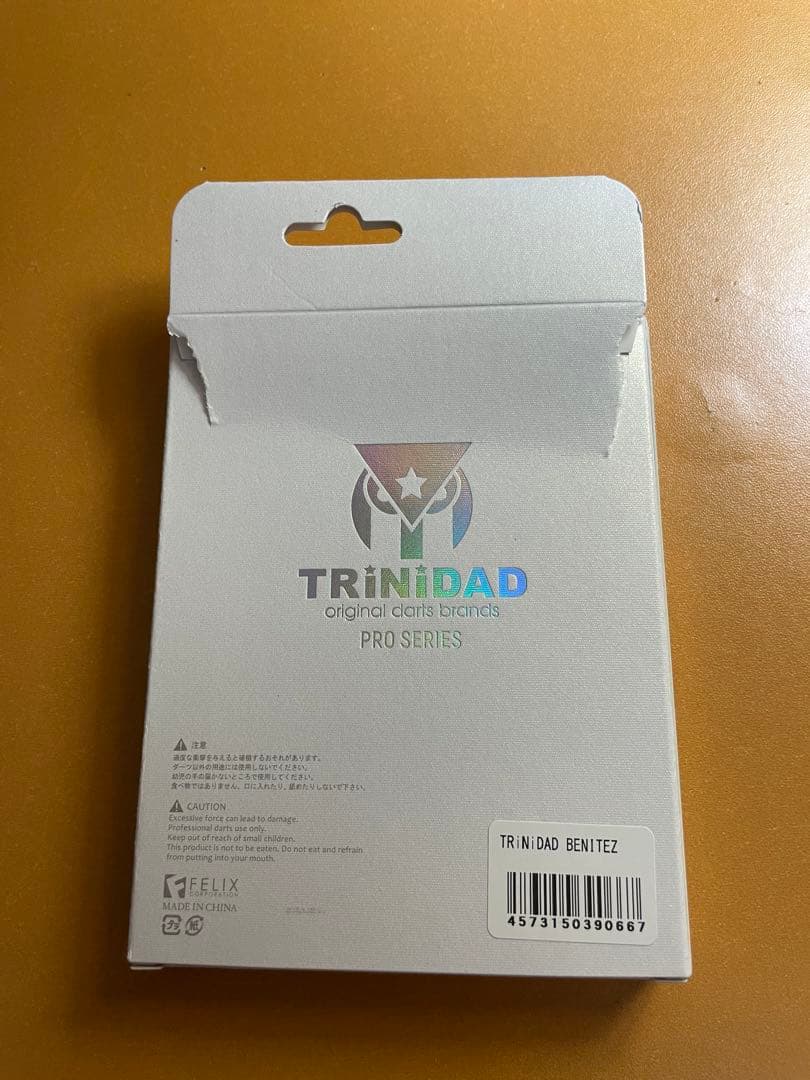 TRiNiDAD
original darts brands
PRO SERIES
注意
過度な衝撃を与えると破損するおそれがあります。
ダーツ以外の用途には使用しないでください。
幼児の手の届かないところで使用してください。
食べ物ではありません。口に入れたり、舐めたりしないで下さい。
CAUTION
Excessive force can lead to damage.
Professional darts use only.
Keep out of reach of small children.
This product is not to be eaten. Do not eat and refrain
from putting into your mouth.
FELIX
CORPORATION
MADE IN CHINA
プラ 紙
TRiNiDAD BENITEZ
4573150390667